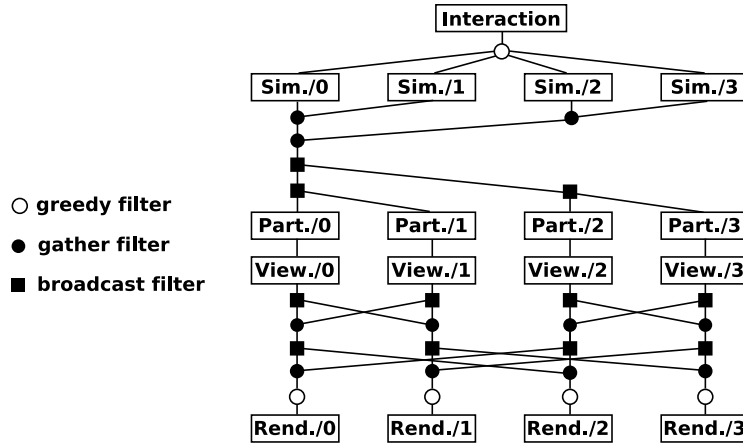 Interaction
Sim./0 Sim./1 Sim./2 Sim./3
greedy filter
gather filter
broadcast filter
Part./0 Part./1 Part./2 Part./3
View./0 View./1 View./2 View./3
Rend./0 Rend./1 Rend./2 Rend./3